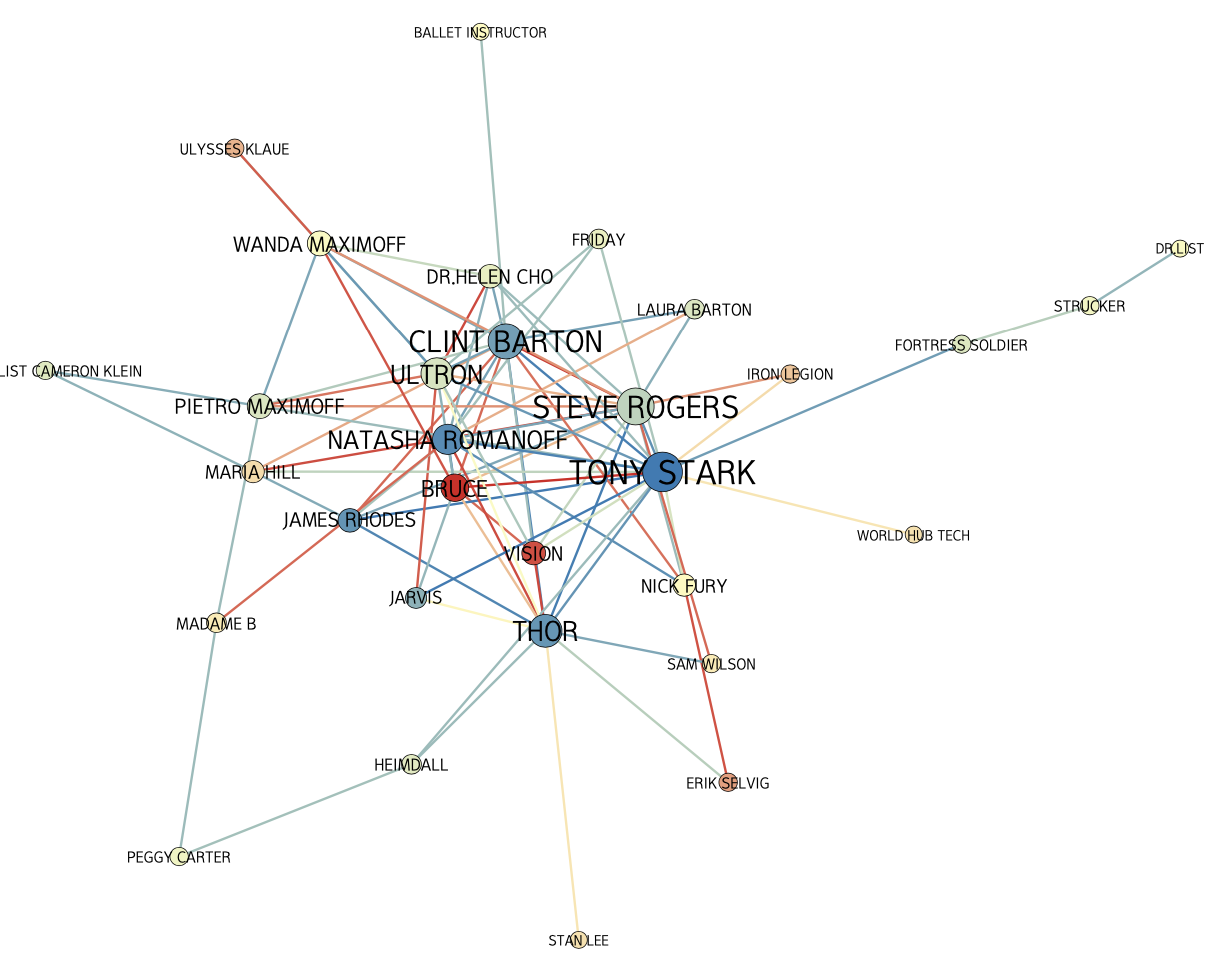 BALLET INSTRUCTOR
ULYSSES KLAUE
WANDA MAXIMOFF
FRIDAY
DR.LIST
DR.HELEN CHO
STRUCKER
LAURA BARTON
CLINT BARTON
FORTRESS SOLDIER
LIST CAMERON KLEIN
ULTRON
IRON LEGION
PIETRO MAXIMOFF
STEVE ROGERS
NATASHA ROMANOFF
MARIA HILL
TONY STARK
BRUCE
JAMES RHODES
WORLD HUB TECH
VISION
NICK FURY
JARVIS
MADAME B
THOR
SAM WILSON
HEIMDALL
ERIK SELVIG
PEGGY CARTER
STAN LEE